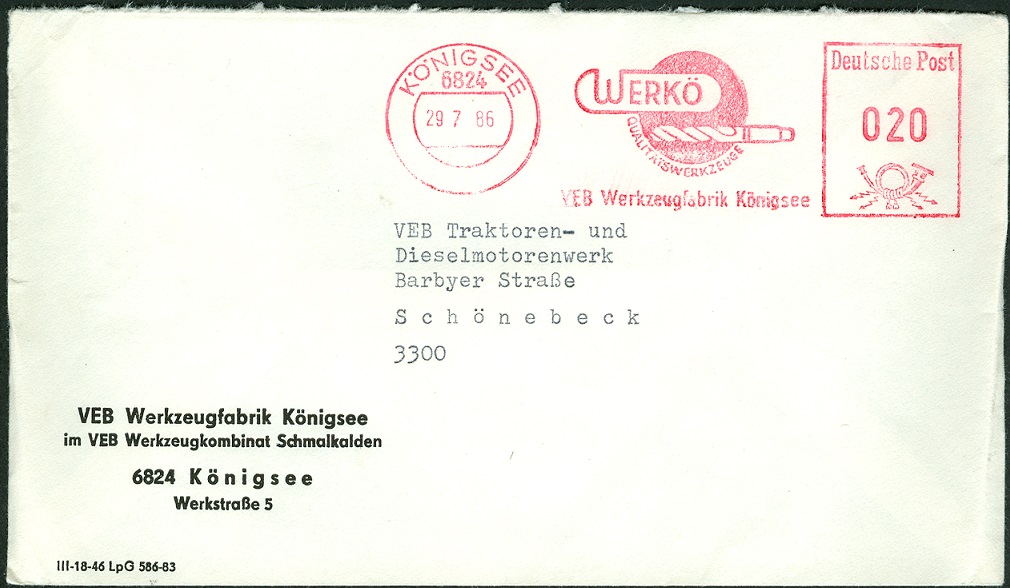 KÖNIGSEE
6824
29 7 86
WERKÖ
QUALITÄTSWERKZEUGE
VEB Werkzeugfabrik Königsee
Deutsche Post
020
VEB Traktoren- und
Dieselmotorenwerk
Barbyer Straße
Schönebeck
3300
VEB Werkzeugfabrik Königsee
im VEB Werkzeugkombinat Schmalkalden
6824 Königsee
Werkstraße 5
III-18-46 LpG 586-83